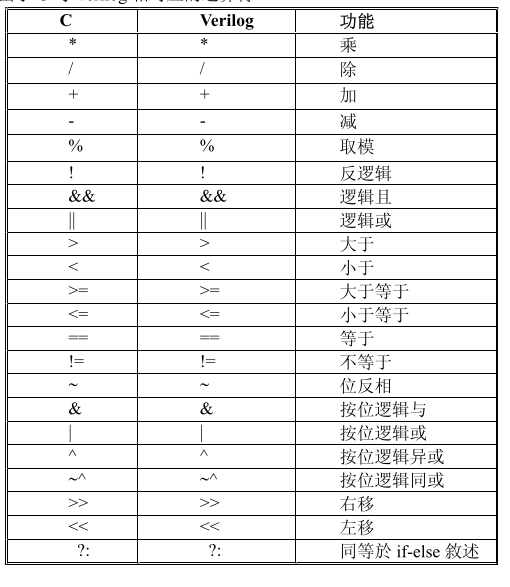 C Verilog 功能
* * 乘
/ / 除
+ + 加
- - 减
% % 取模
! ! 反逻辑
&& && 逻辑且
|| || 逻辑或
> > 大于
< < 小于
>= >= 大于等于
<= <= 小于等于
== == 等于
!= != 不等于
~ ~ 位反相
& & 按位逻辑与
| | 按位逻辑或
^ ^ 按位逻辑异或
~^ ~^ 按位逻辑同或
>> >> 右移
<< << 左移
?: ?: 同等於 if-else 敘述